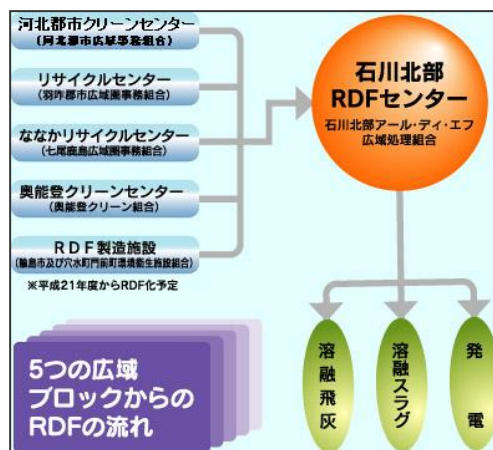 河北郡市クリーンセンター
（河北郡市広域事務組合）
リサイクルセンター
（羽咋郡市広域圏事務組合）
ななかリサイクルセンター
（七尾鹿島広域圏事務組合）
奥能登クリーンセンター
（奥能登クリーン組合）
RDF製造施設
（輪島市及び穴水町門前町環境衛生施設組合）
※平成21年度からRDF化予定
石川北部
RDFセンター
石川北部アール・ディ・エフ
広域処理組合
5つの広域
ブロックからの
RDFの流れ
溶融飛灰
溶融スラグ
発電